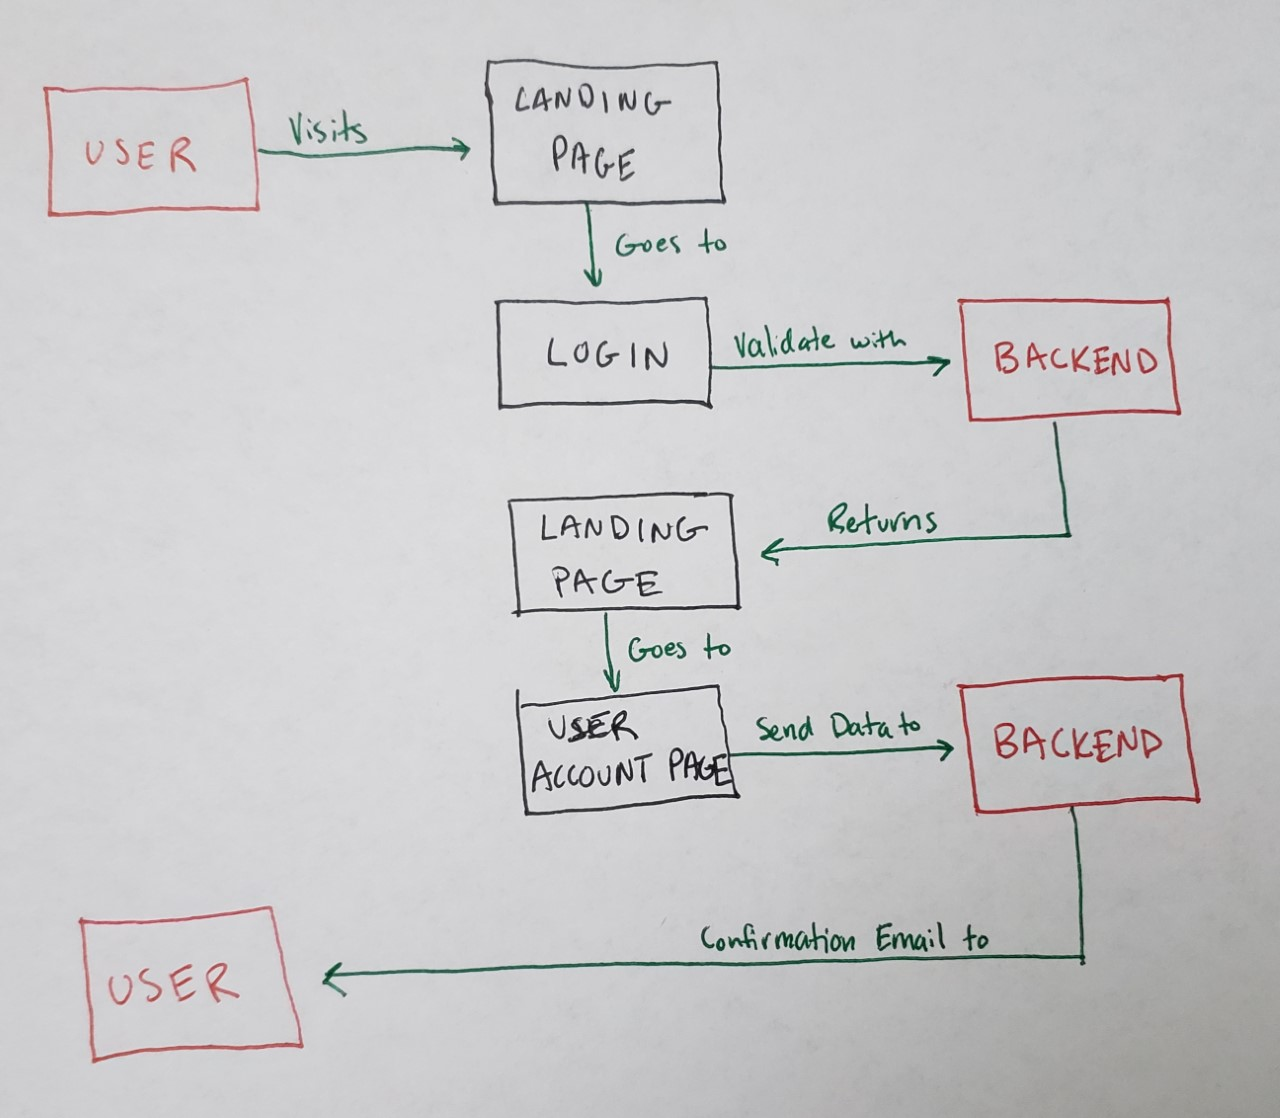 USER
Visits
LANDING
PAGE
Goes to
LOGIN
Validate with
BACKEND
Returns
LANDING
PAGE
Goes to
USER
ACCOUNT PAGE
Send Data to
BACKEND
Confirmation Email to
USER